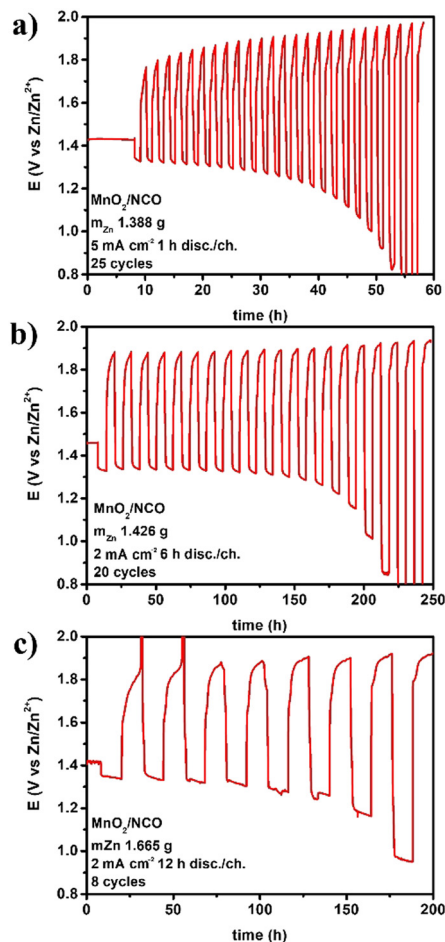 a)
2.0
1.8
1.6
1.4
1.2
1.0
0.8
E (V vs Zn/Zn²⁺)
MnO₂/NCO
m_Zn 1.388 g
5 mA cm⁻² 1 h disc./ch.
25 cycles
0 10 20 30 40 50 60
time (h)
b)
2.0
1.8
1.6
1.4
1.2
1.0
0.8
E (V vs Zn/Zn²⁺)
MnO₂/NCO
m_Zn 1.426 g
2 mA cm⁻² 6 h disc./ch.
20 cycles
0 50 100 150 200 250
time (h)
c)
2.0
1.8
1.6
1.4
1.2
1.0
0.8
E (V vs Zn/Zn²⁺)
MnO₂/NCO
mZn 1.665 g
2 mA cm⁻² 12 h disc./ch.
8 cycles
0 50 100 150 200
time (h)